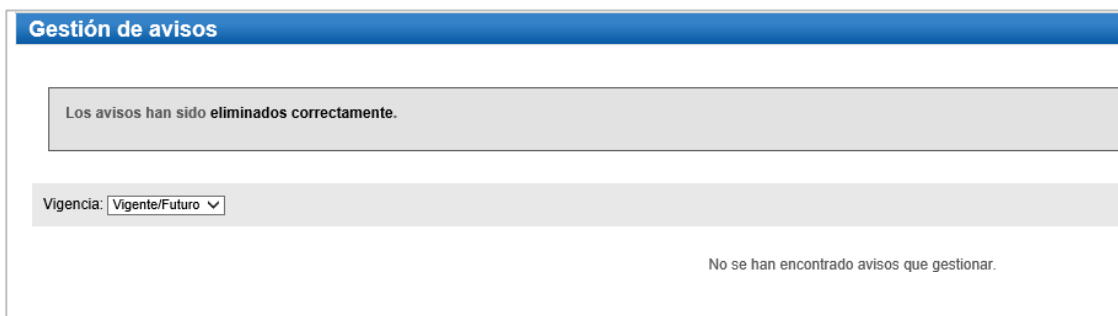 Gestión de avisos
Los avisos han sido eliminados correctamente.
Vigencia: Vigente/Futuro
No se han encontrado avisos que gestionar.